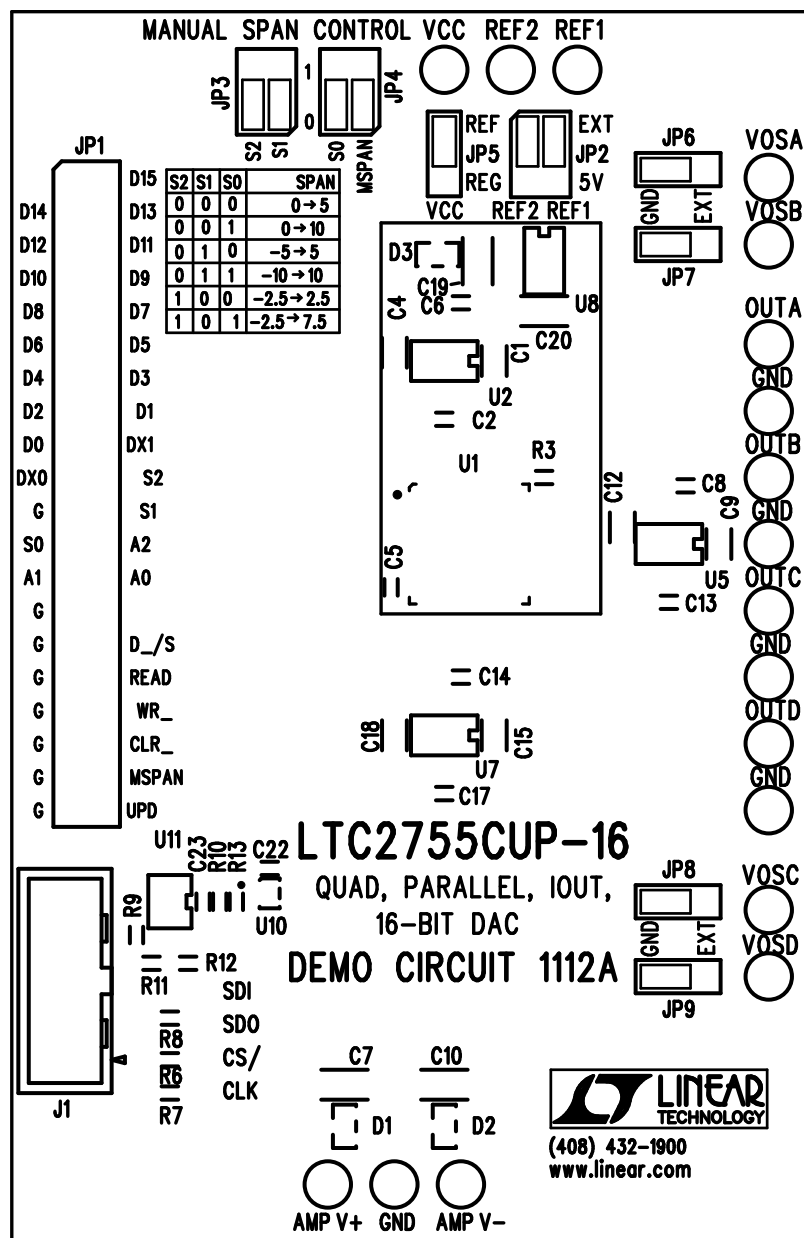 MANUAL SPAN CONTROL VCC REF2 REF1
JP3 1 0 JP4
S2 S1 S0 MSPAN
REF EXT
JP5 JP2
REG 5V
VCC REF2 REF1
JP6 VOSA
GND EXT
VOSB
JP7
JP1
D15
D14 D13
D12 D11
D10 D9
D8 D7
D6 D5
D4 D3
D2 D1
D0 DX1
DX0 S2
G S1
S0 A2
A1 A0
G
G D_/S
G READ
G WR_
G CLR_
G MSPAN
G UPD
S2 S1 S0 SPAN
0 0 0 0→5
0 0 1 0→10
0 1 0 -5→5
0 1 1 -10→10
1 0 0 -2.5→2.5
1 0 1 -2.5→7.5
D3
C19
C4 C6 U8
C20
C1
U2
C2
U1 R3
C12 C8 C9
C5 U5
C13
C14
C18 C15
U7
C17
OUTA
GND
OUTB
GND
OUTC
GND
OUTD
GND
U11 C23 R10 R13 C22
R9 U10
R11 R12
LTC2755CUP-16
QUAD, PARALLEL, IOUT,
16-BIT DAC
DEMO CIRCUIT 1112A
JP8 VOSC
GND EXT
VOSD
JP9
SDI
R8 SDO
R6 CS/
R7 CLK
J1
C7 C10
D1 D2
AMP V+ GND AMP V-
LINEAR
TECHNOLOGY
(408) 432-1900
www.linear.com